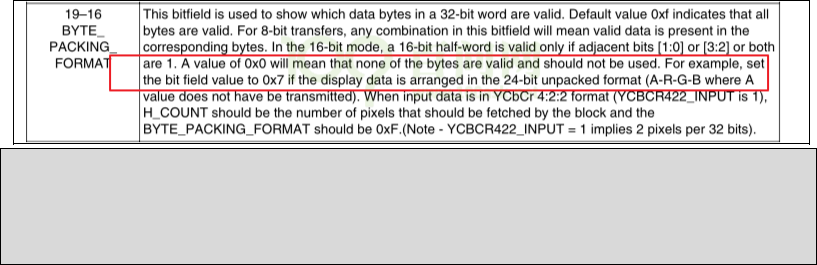 19–16
BYTE_
PACKING_
FORMAT
This bitfield is used to show which data bytes in a 32-bit word are valid. Default value 0xf indicates that all
bytes are valid. For 8-bit transfers, any combination in this bitfield will mean valid data is present in the
corresponding bytes. In the 16-bit mode, a 16-bit half-word is valid only if adjacent bits [1:0] or [3:2] or both
are 1. A value of 0x0 will mean that none of the bytes are valid and should not be used. For example, set
the bit field value to 0x7 if the display data is arranged in the 24-bit unpacked format (A-R-G-B where A
value does not have be transmitted). When input data is in YCbCr 4:2:2 format (YCBCR422_INPUT is 1),
H_COUNT should be the number of pixels that should be fetched by the block and the
BYTE_PACKING_FORMAT should be 0xF.(Note - YCBCR422_INPUT = 1 implies 2 pixels per 32 bits).